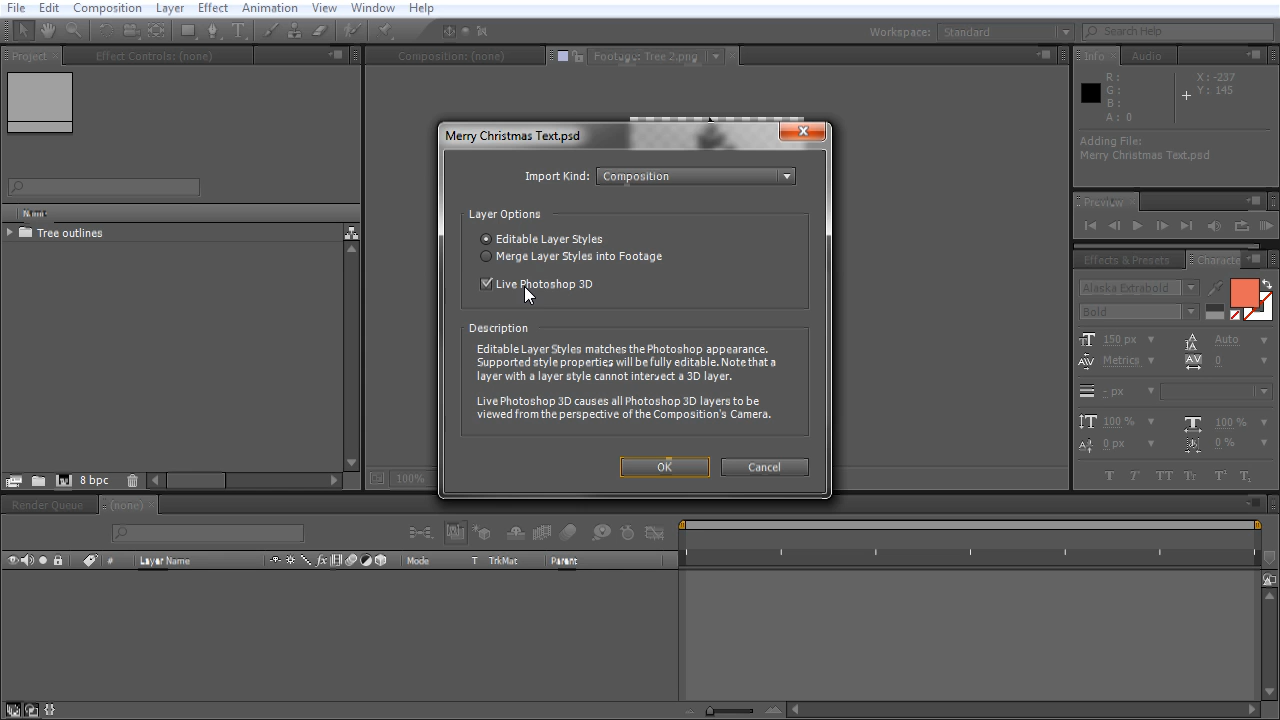 File Edit Composition Layer Effect Animation View Window Help
Workspace: Standard Search Help
Project Effect Controls: (none) Composition: (none) Footage: Tree 2.png Info Audio
R : X : -237
G : Y : 145
B :
A : 0
Adding File:
Merry Christmas Text.psd
Merry Christmas Text.psd
Import Kind: Composition
Layer Options
Editable Layer Styles
Merge Layer Styles into Footage
Live Photoshop 3D
Description
Editable Layer Styles matches the Photoshop appearance.
Supported style properties will be fully editable. Note that a
layer with a layer style cannot intersect a 3D layer.
Live Photoshop 3D causes all Photoshop 3D layers to be
viewed from the perspective of the Composition's Camera.
OK Cancel
Name
Tree outlines
8 bpc
100%
Preview
Effects & Presets Characte
Alaska Extrabold
Bold
150 px Auto
Metrics 0
- px
100 % 100 %
0 px 0 %
T T TT Tr T' T,
Render Queue (none)
# Layer Name fx Mode T TrkMat Parent